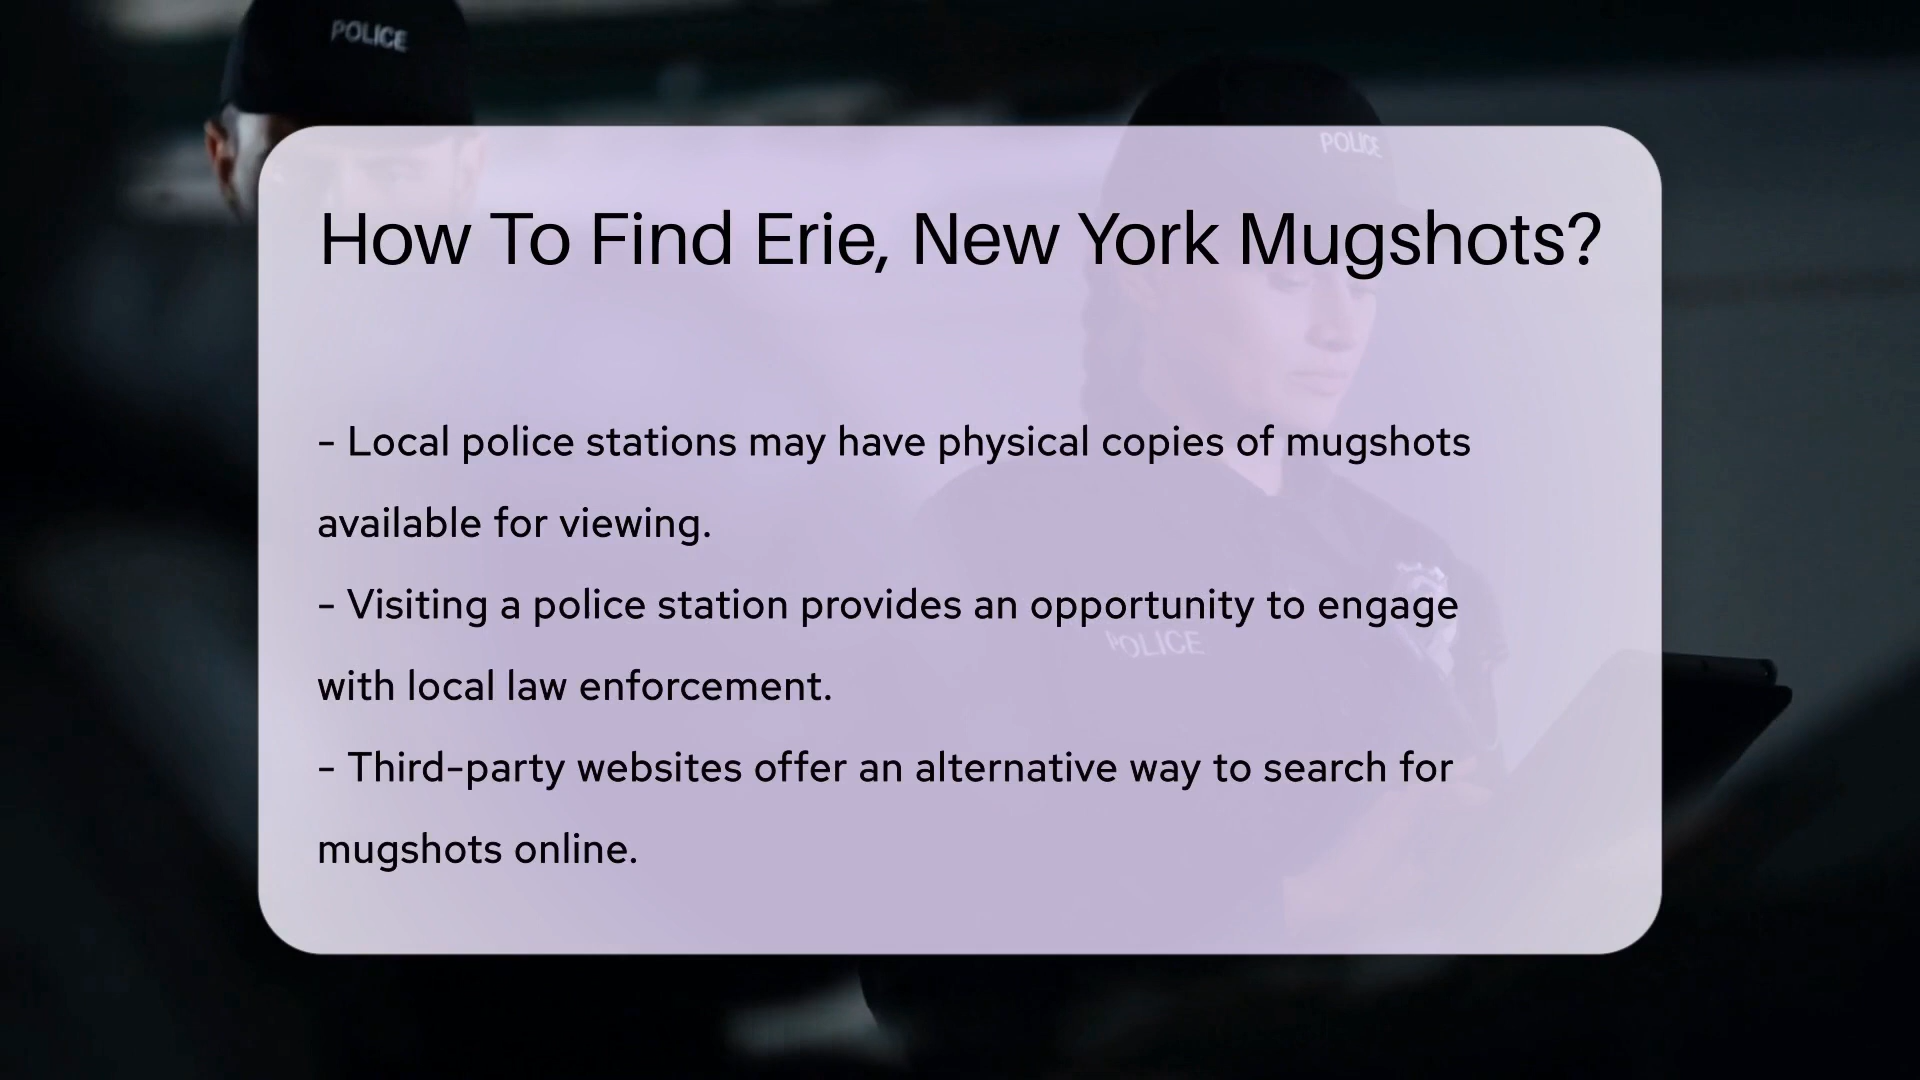 POLICE
POLICE
How To Find Erie, New York Mugshots?
- Local police stations may have physical copies of mugshots
available for viewing.
- Visiting a police station provides an opportunity to engage
with local law enforcement.
POLICE
- Third-party websites offer an alternative way to search for
mugshots online.